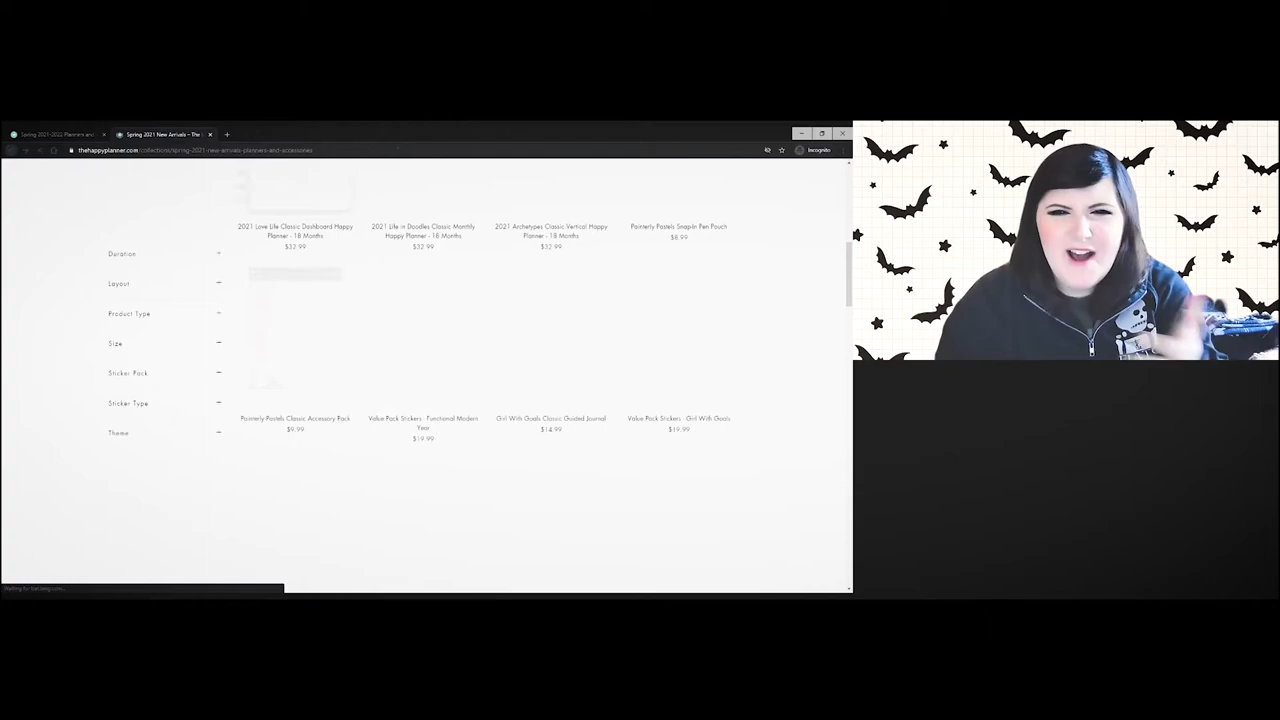 Spring 2021-2022 Planners and
Spring 2021 New Arrivals – The
thehappyplanner.com/collections/spring-2021-new-arrivals-planners-and-accessories
Incognito
2021 Love Life Classic Dashboard Happy
Planner - 18 Months
$32.99
2021 Life in Doodles Classic Monthly
Happy Planner - 18 Months
$32.99
2021 Archetypes Classic Vertical Happy
Planner - 18 Months
$32.99
Painterly Pastels Snap-In Pen Pouch
$8.99
Duration
Layout
Product Type
Size
Sticker Pack
Sticker Type
Theme
Painterly Pastels Classic Accessory Pack
$9.99
Value Pack Stickers - Functional Modern
Year
$19.99
Girl With Goals Classic Guided Journal
$14.99
Value Pack Stickers - Girl With Goals
$19.99